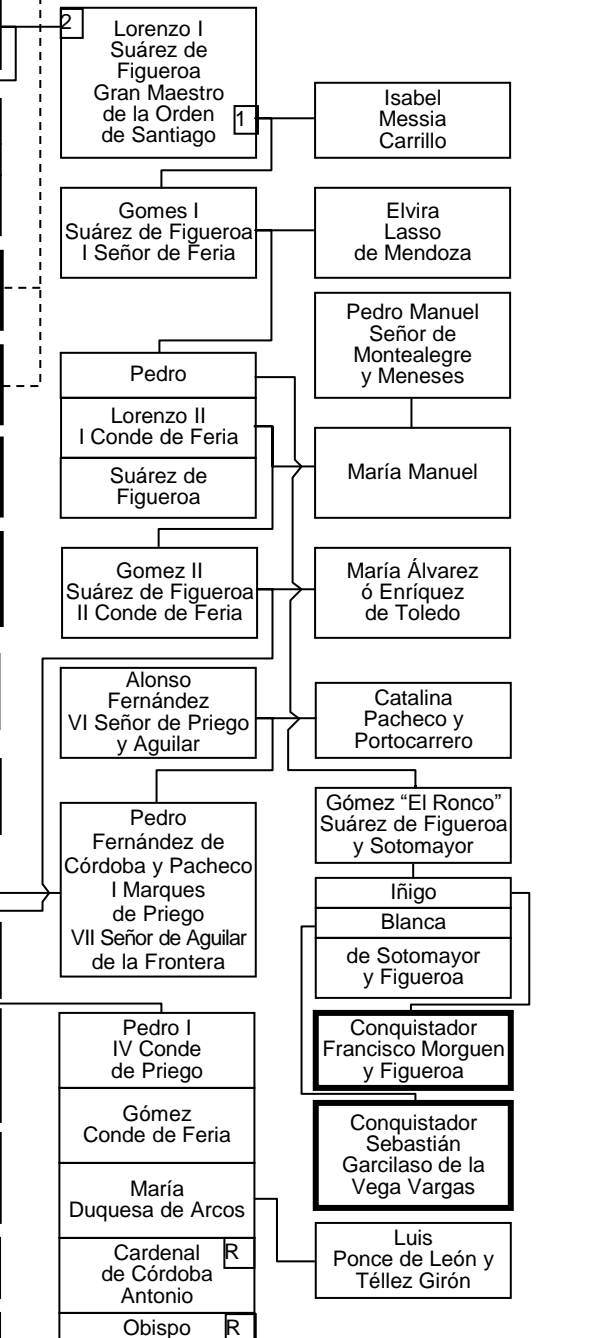 2
Lorenzo I
Suárez de
Figueroa
Gran Maestro
de la Orden
de Santiago
1
Isabel
Messia
Carrillo
Gomes I
Suárez de Figueroa
I Señor de Feria
Elvira
Lasso
de Mendoza
Pedro Manuel
Señor de
Montealegre
y Meneses
Pedro
Lorenzo II
I Conde de Feria
Suárez de
Figueroa
María Manuel
Gomez II
Suárez de Figueroa
II Conde de Feria
María Álvarez
ó Enríquez
de Toledo
Alonso
Fernández
VI Señor de Priego
y Aguilar
Catalina
Pacheco y
Portocarrero
Pedro
Fernández de
Córdoba y Pacheco
I Marques
de Priego
VII Señor de Aguilar
de la Frontera
Gómez “El Ronco”
Suárez de Figueroa
y Sotomayor
Iñigo
Blanca
de Sotomayor
y Figueroa
Conquistador
Francisco Morguen
y Figueroa
Conquistador
Sebastián
Garcilaso de la
Vega Vargas
Pedro I
IV Conde
de Priego
Gómez
Conde de Feria
María
Duquesa de Arcos
Luis
Ponce de León y
Téllez Girón
Cardenal R
de Córdoba
Antonio
Obispo R